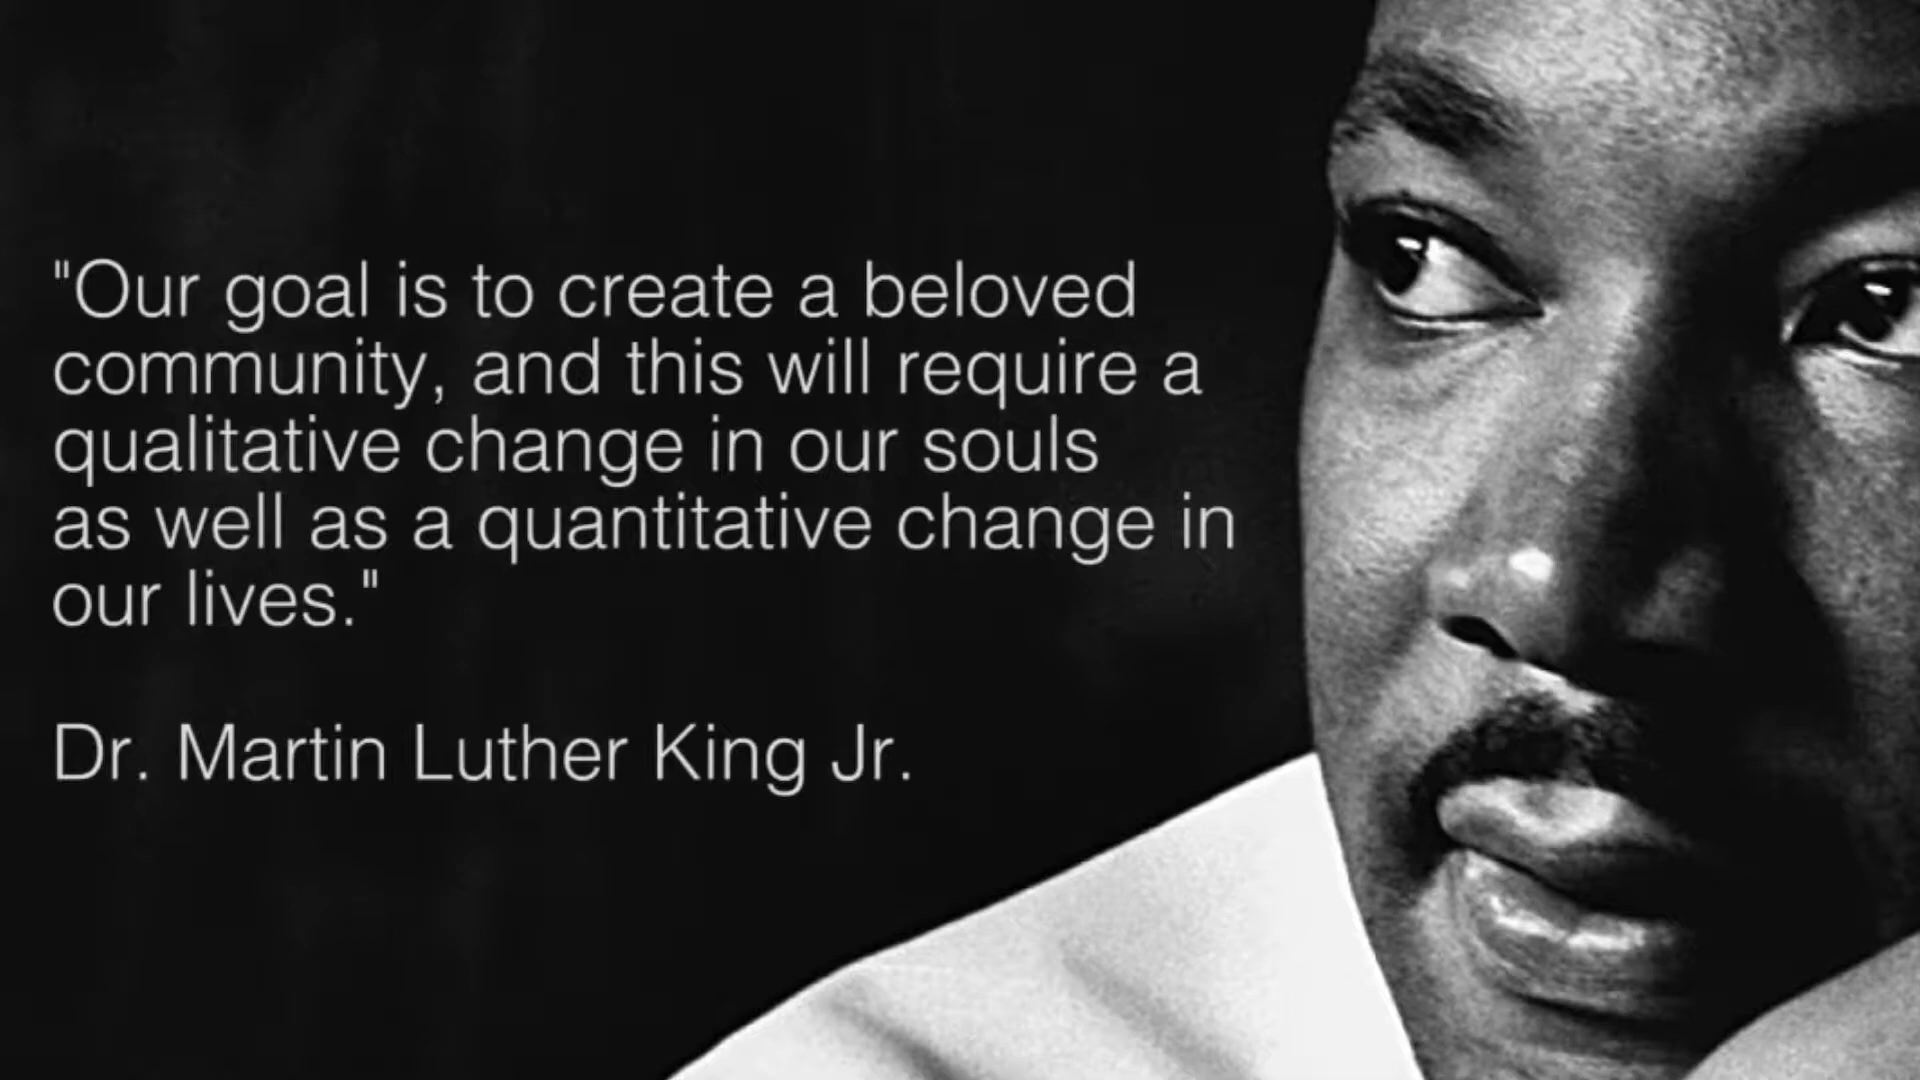 "Our goal is to create a beloved
community, and this will require a
qualitative change in our souls
as well as a quantitative change in
our lives."
Dr. Martin Luther King Jr.